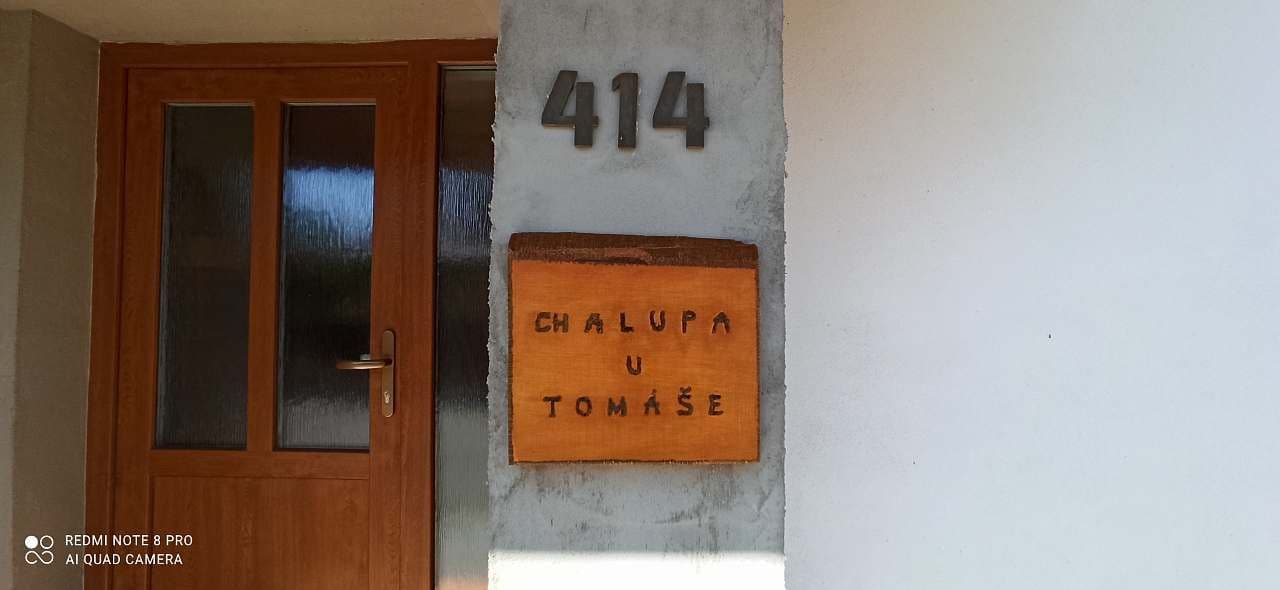 414
CHALUPA
U
TOMÁŠE
REDMI NOTE 8 PRO
AI QUAD CAMERA